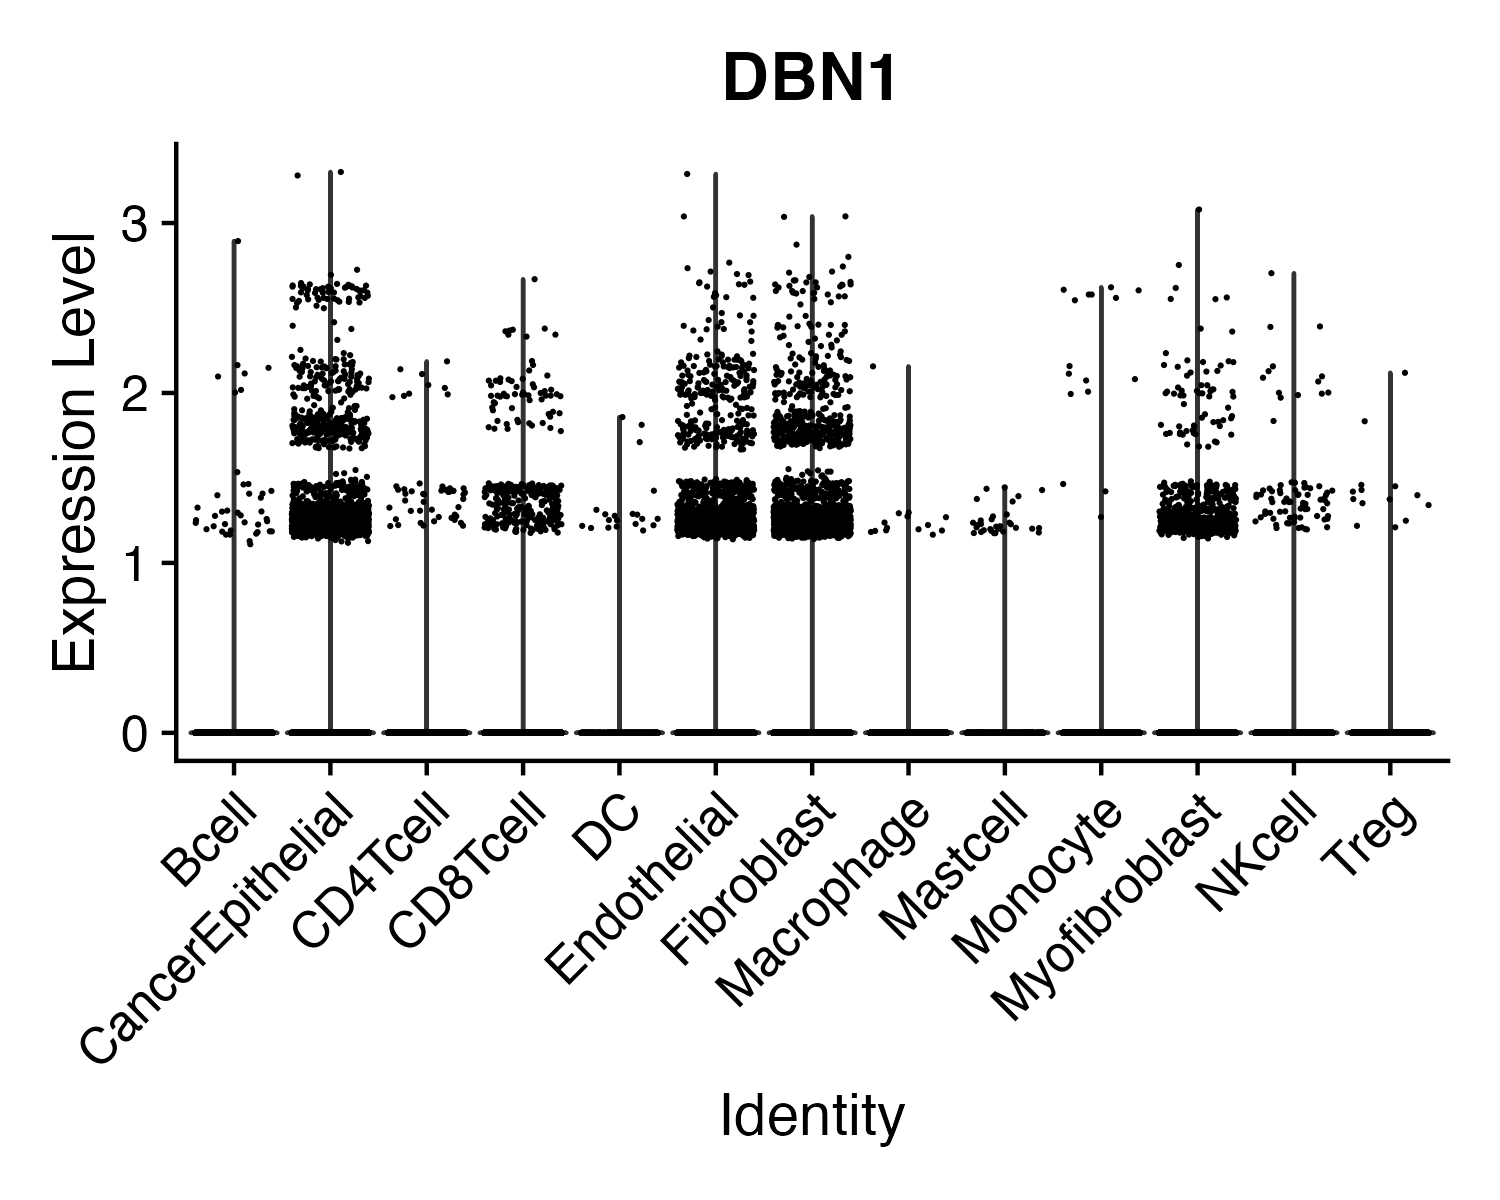 DBN1
Expression Level
3
2
1
0
Bcell
CancerEpithelial
CD4Tcell
CD8Tcell
DC
Endothelial
Fibroblast
Macrophage
Mastcell
Monocyte
Myofibroblast
NKcell
Treg
Identity